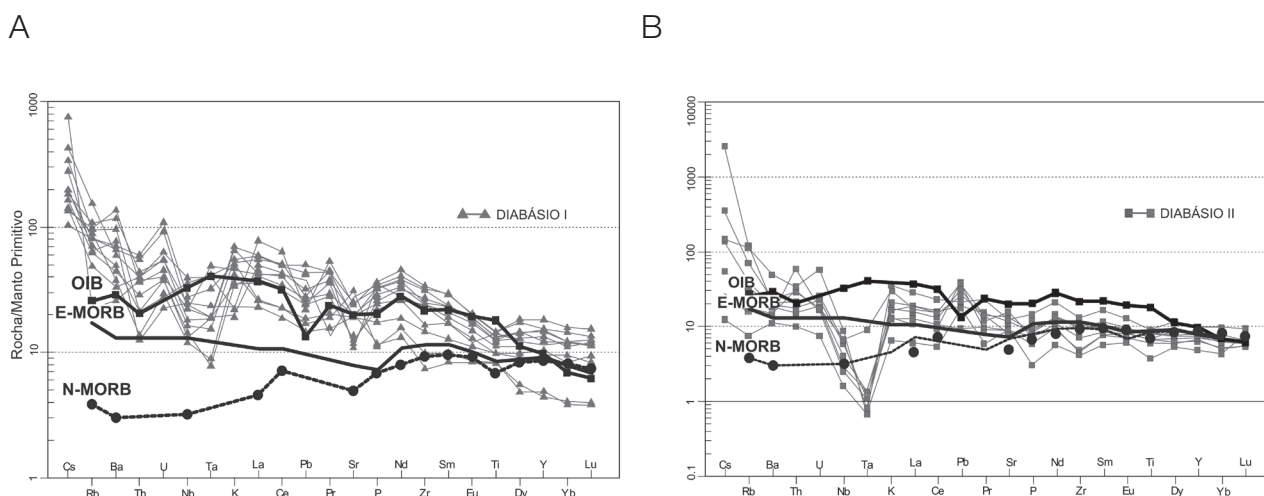 A
1000
100
10
1
Rocha/Manto Primitivo
DIABÁSIO I
OIB
E-MORB
N-MORB
Cs Ba U Ta K La Pb Sr Nd Sm Ti Y Lu
Rb Th Nb K Ce Pr P Zr Eu Dy Yb
B
10000
1000
100
10
1
0.1
DIABÁSIO II
OIB
E-MORB
N-MORB
Cs Ba U Ta La Pb Sr Nd Sm Ti Y Lu
Rb Th Nb K Ce Pr P Zr Eu Dy Yb